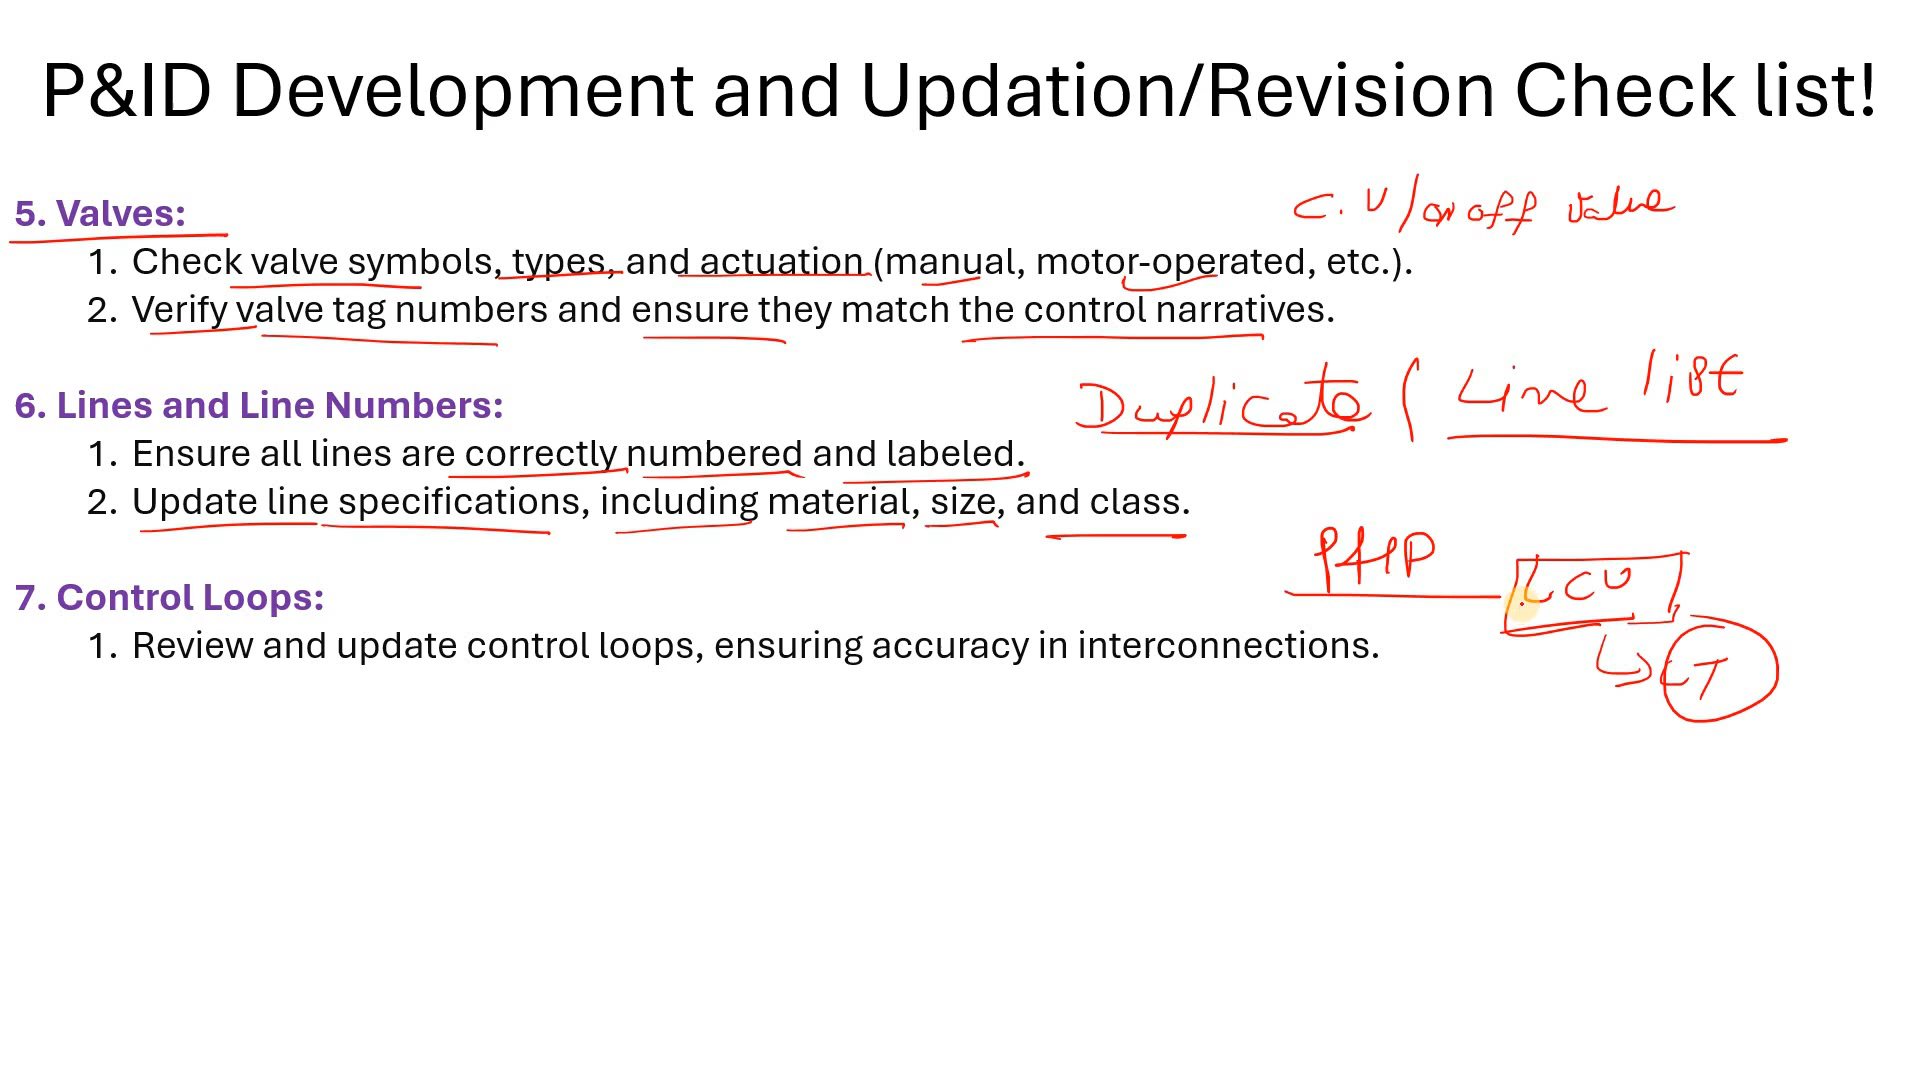 P&ID Development and Updation/Revision Check list!
C. V / on off valve
5. Valves:
1. Check valve symbols, types, and actuation (manual, motor-operated, etc.).
2. Verify valve tag numbers and ensure they match the control narratives.
Duplicate ( Line list
6. Lines and Line Numbers:
1. Ensure all lines are correctly numbered and labeled.
2. Update line specifications, including material, size, and class.
LCV
7. Control Loops:
1. Review and update control loops, ensuring accuracy in interconnections.
LT